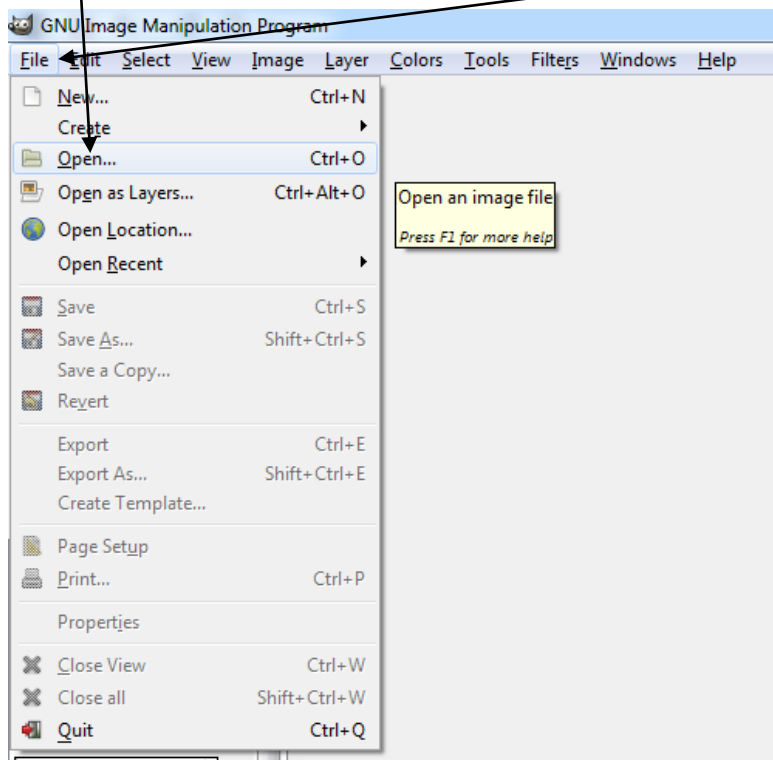 GNU Image Manipulation Program
File Edit Select View Image Layer Colors Tools Filters Windows Help
New... Ctrl+N
Create
Open... Ctrl+O
Open as Layers... Ctrl+Alt+O
Open an image file
Open Location...
Press F1 for more help
Open Recent
Save Ctrl+S
Save As... Shift+Ctrl+S
Save a Copy...
Revert
Export Ctrl+E
Export As... Shift+Ctrl+E
Create Template...
Page Setup
Print... Ctrl+P
Properties
Close View Ctrl+W
Close all Shift+Ctrl+W
Quit Ctrl+Q